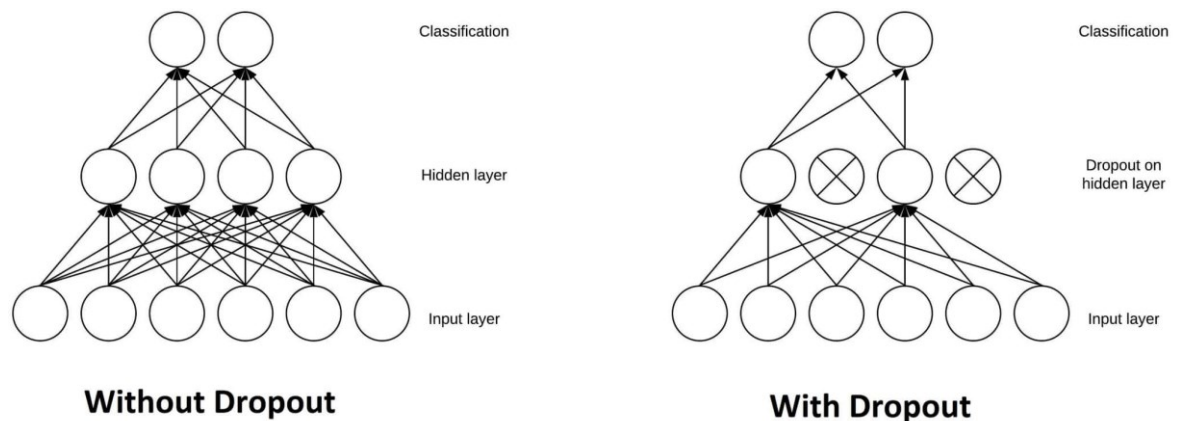 Classification
Hidden layer
Input layer
Without Dropout
Classification
Dropout on
hidden layer
Input layer
With Dropout